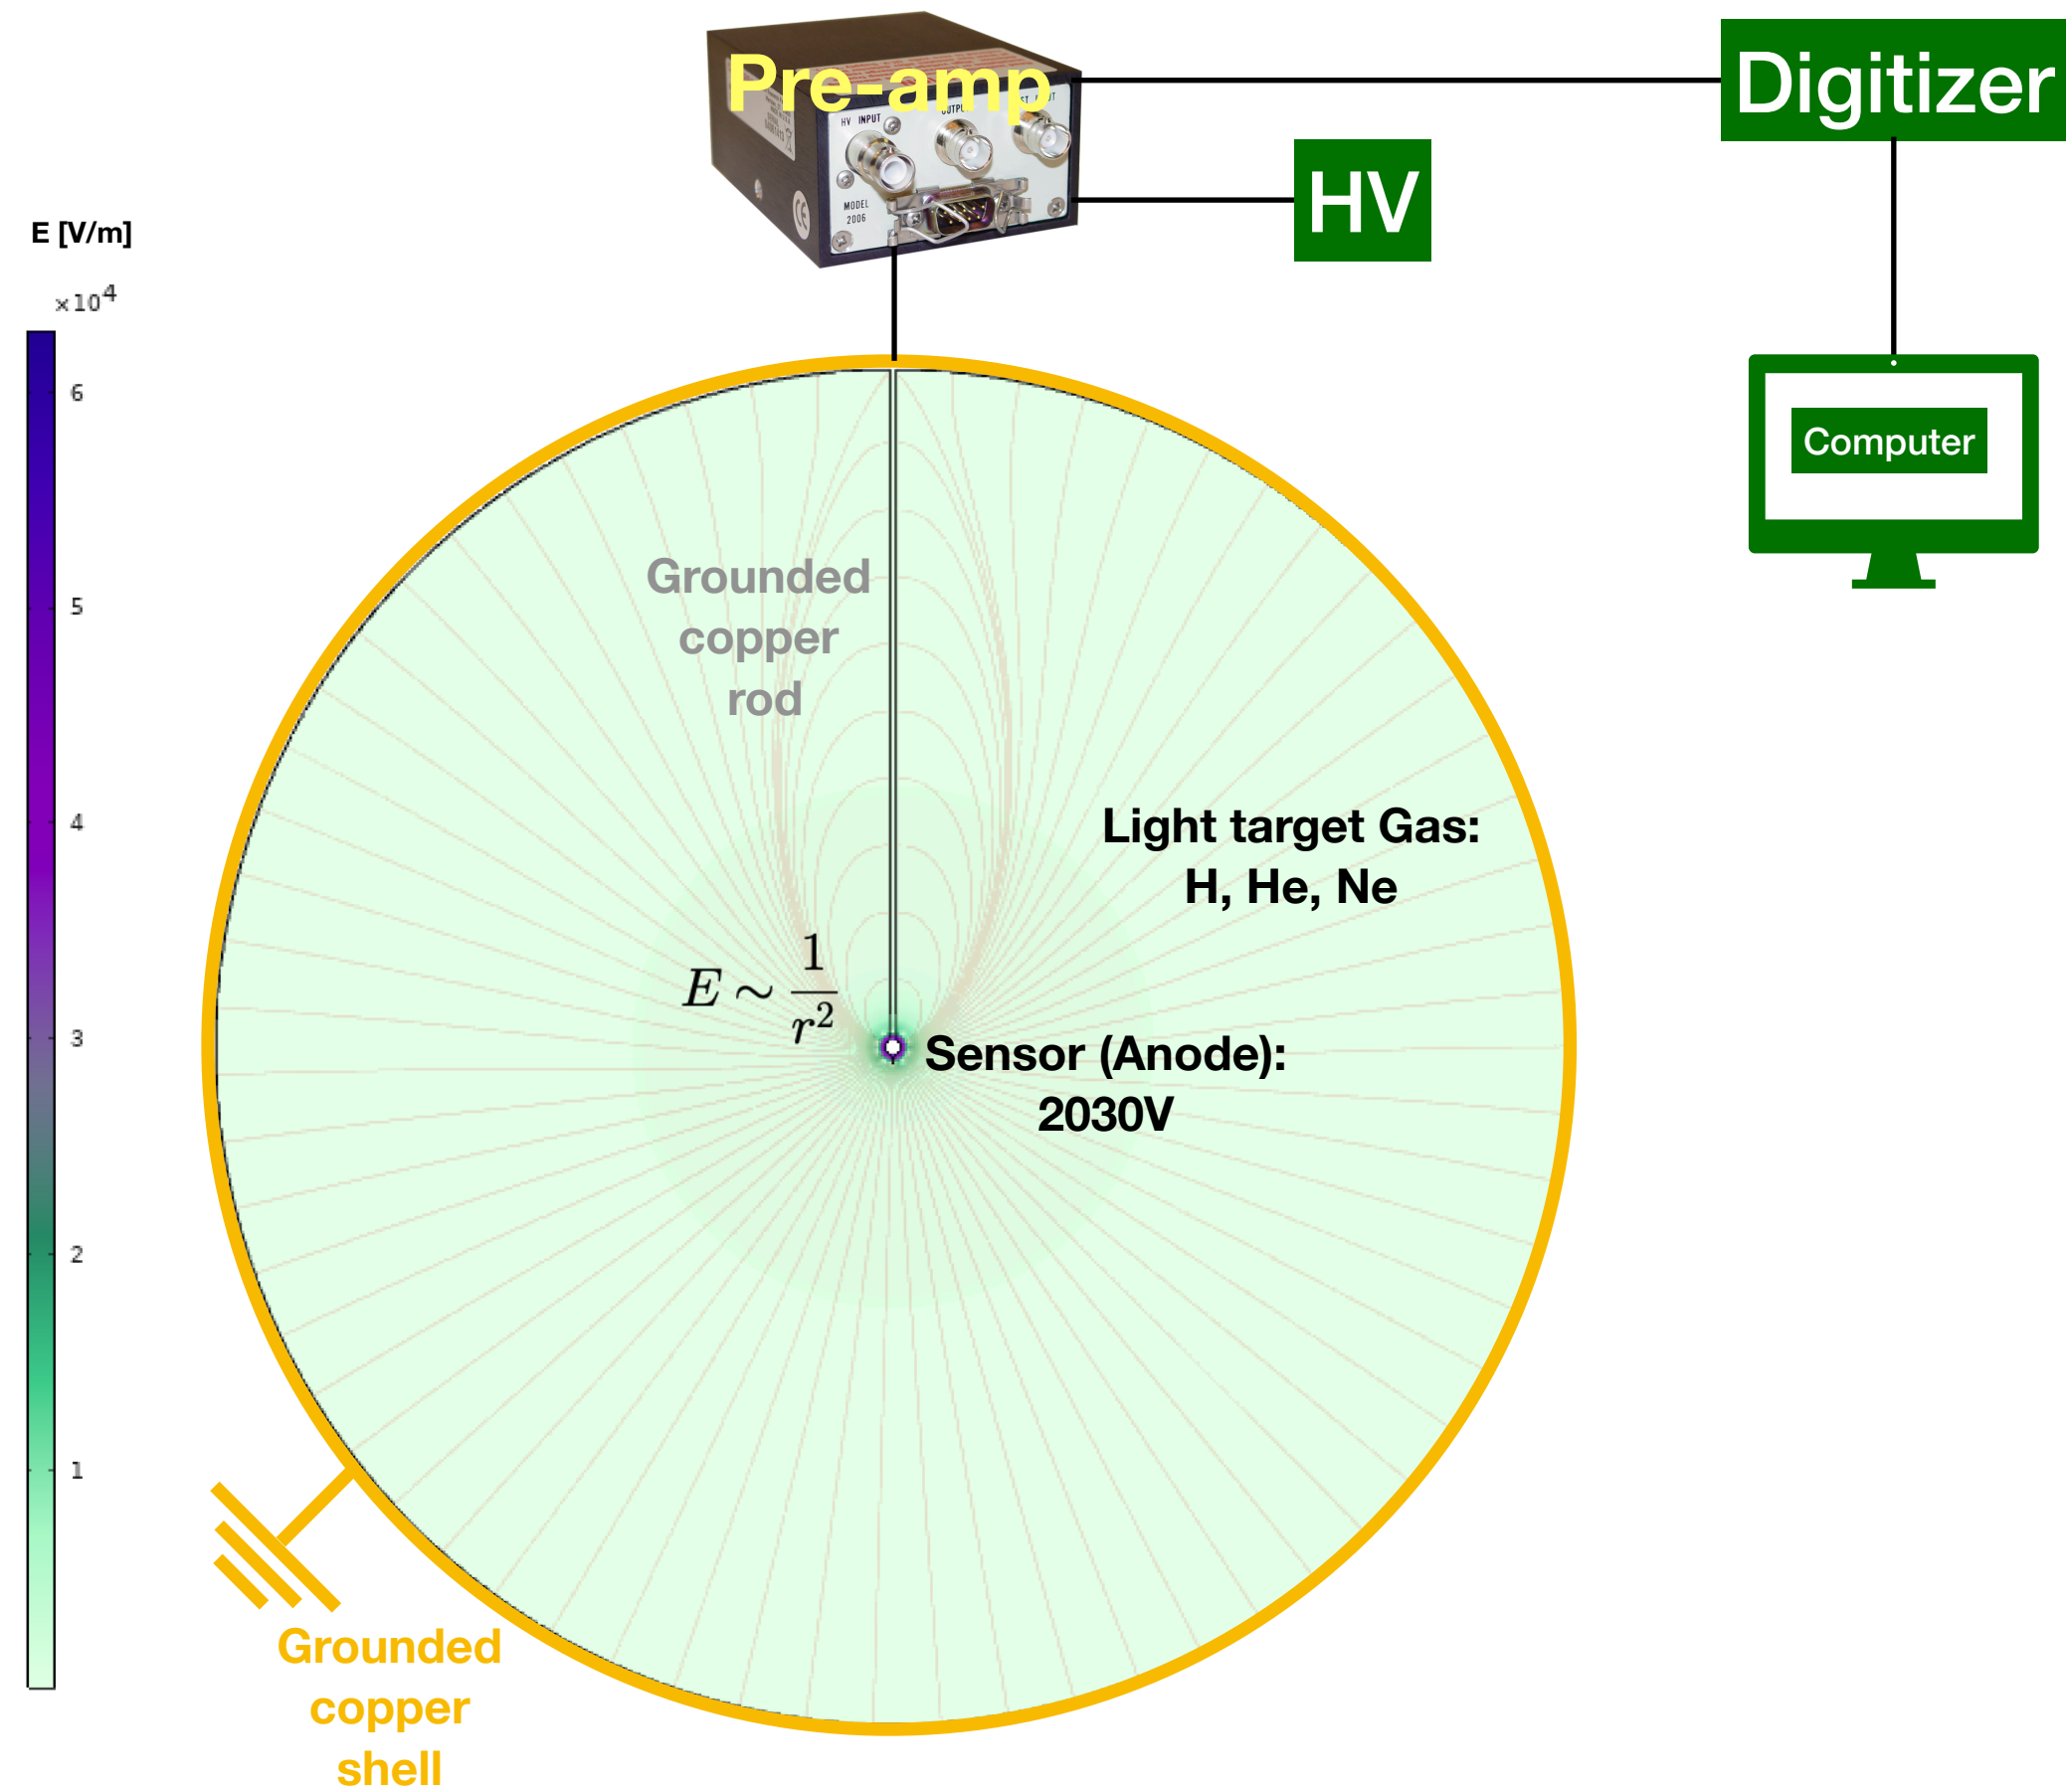 Pre-amp
HV INPUT
MODEL
2006
CE
Digitizer
HV
Computer
E [V/m]
×10⁴
6
5
4
3
2
1
Grounded
copper
rod
Light target Gas:
H, He, Ne
E ~ 1/r²
Sensor (Anode):
2030V
Grounded
copper
shell